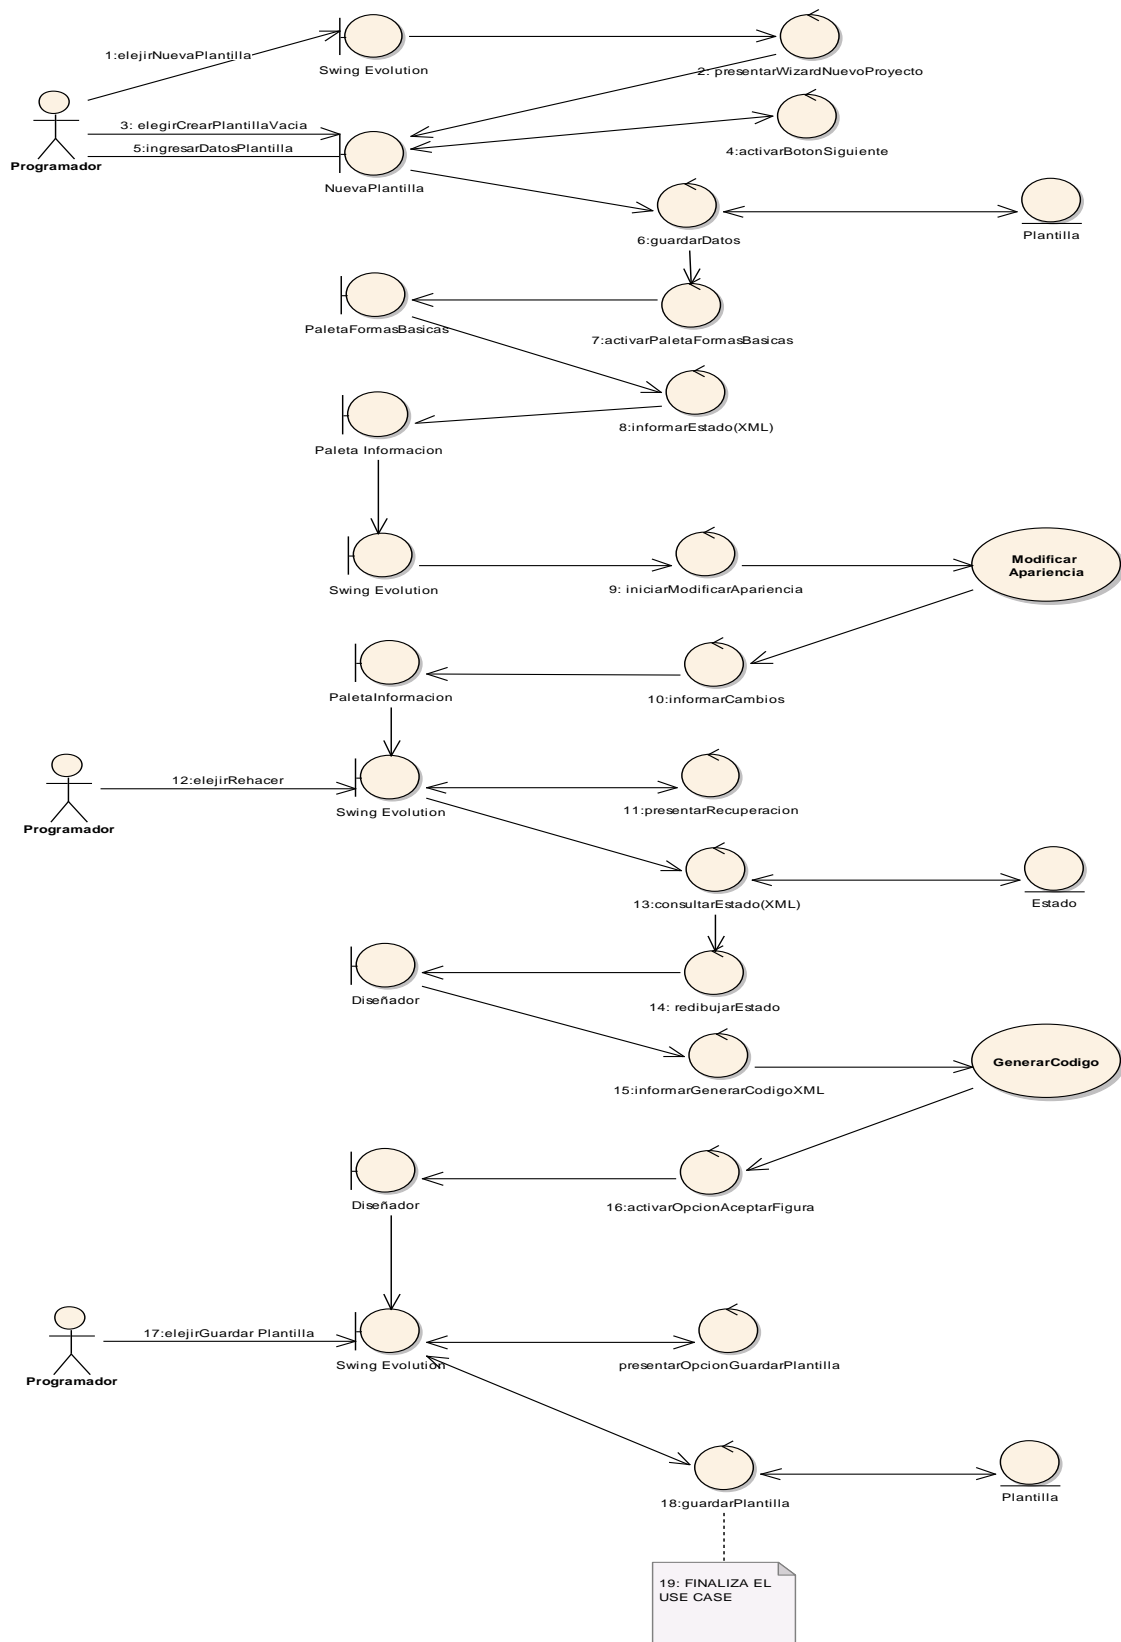 1:elejirNuevaPlantilla
Swing Evolution
2: presentarWizardNuevoProyecto
3: elegirCrearPlantillaVacia
5:ingresarDatosPlantilla
4:activarBotonSiguiente
Programador
NuevaPlantilla
6:guardarDatos
Plantilla
PaletaFormasBasicas
7:activarPaletaFormasBasicas
8:informarEstado(XML)
Paleta Informacion
Modificar
Apariencia
Swing Evolution
9: iniciarModificarApariencia
PaletaInformacion
10:informarCambios
12:elejirRehacer
Programador
Swing Evolution
11:presentarRecuperacion
13:consultarEstado(XML)
Estado
Diseñador
14: redibujarEstado
GenerarCodigo
15:informarGenerarCodigoXML
Diseñador
16:activarOpcionAceptarFigura
17:elejirGuardar Plantilla
Programador
Swing Evolution
presentarOpcionGuardarPlantilla
18:guardarPlantilla
Plantilla
19: FINALIZA EL
USE CASE